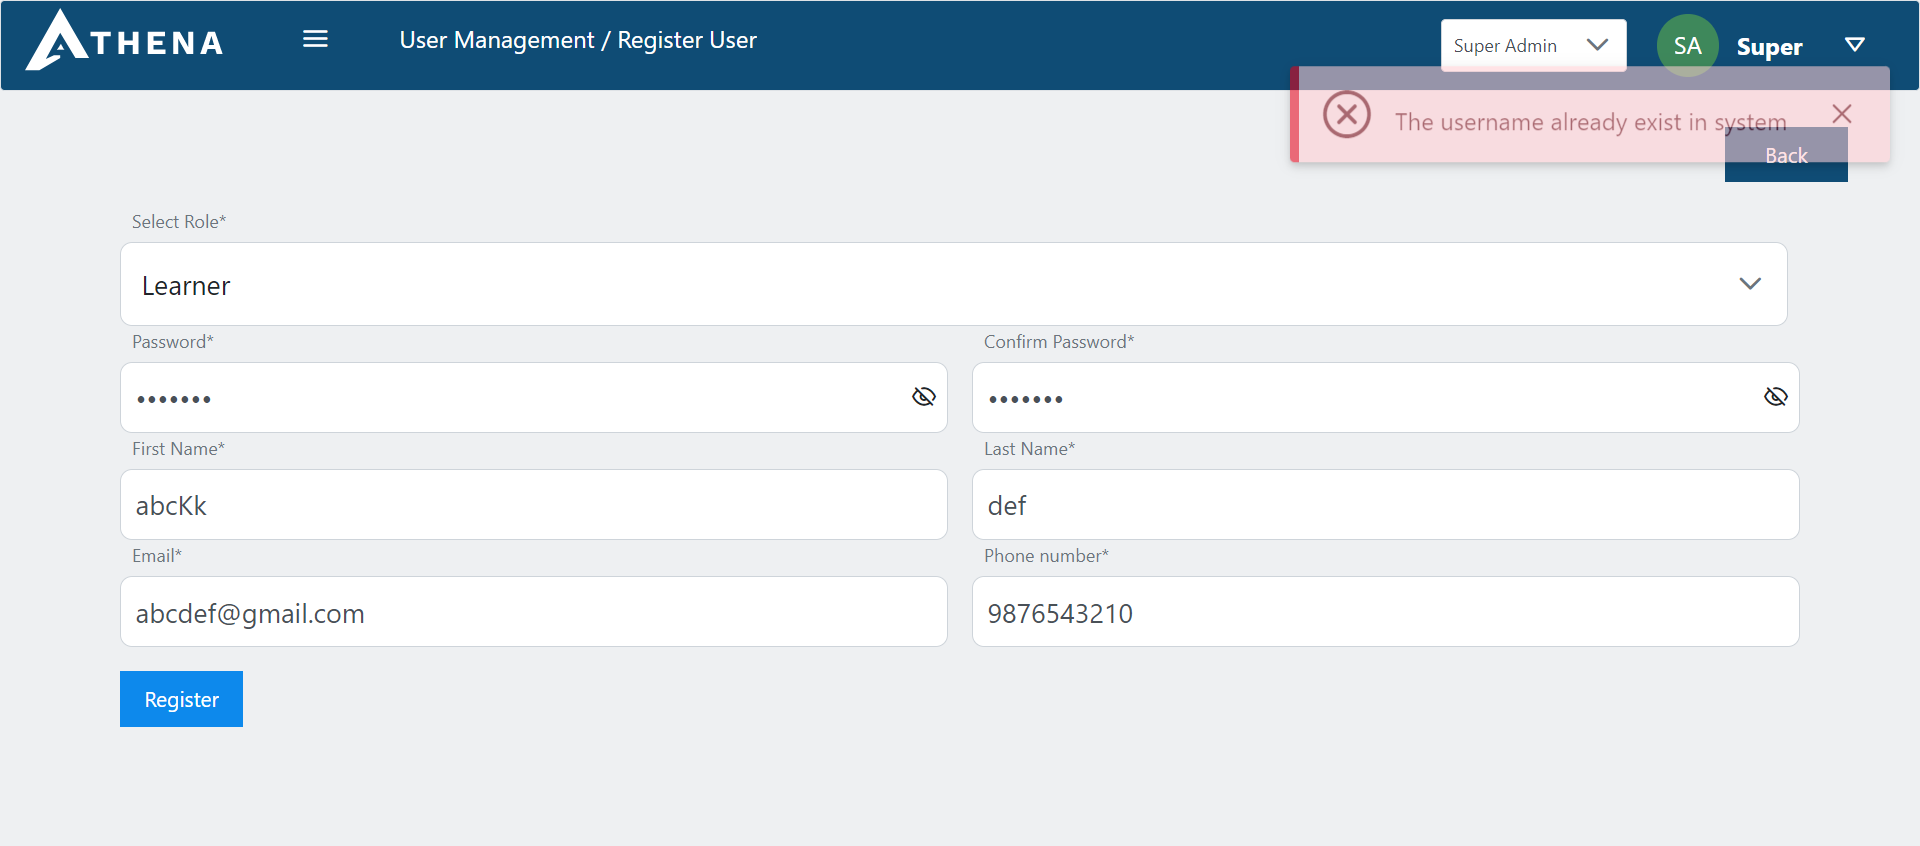 ATHENA
User Management / Register User
Super Admin
SA
Super
The username already exist in system
Back
Select Role*
Learner
Password*
Confirm Password*
•••••••
•••••••
First Name*
Last Name*
abcKk
def
Email*
Phone number*
abcdef@gmail.com
9876543210
Register